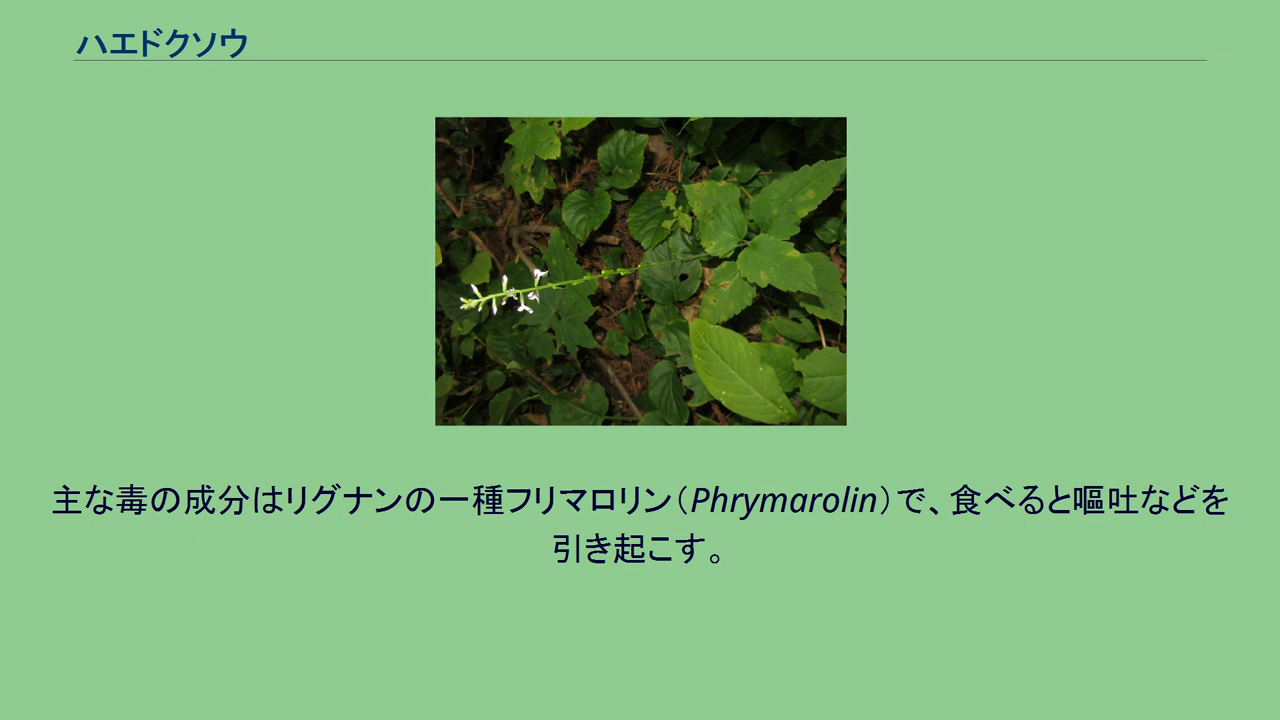 ハエドクソウ
主な毒の成分はリグナンの一種フリマロリン（Phrymarolin）で、食べると嘔吐などを
引き起こす。